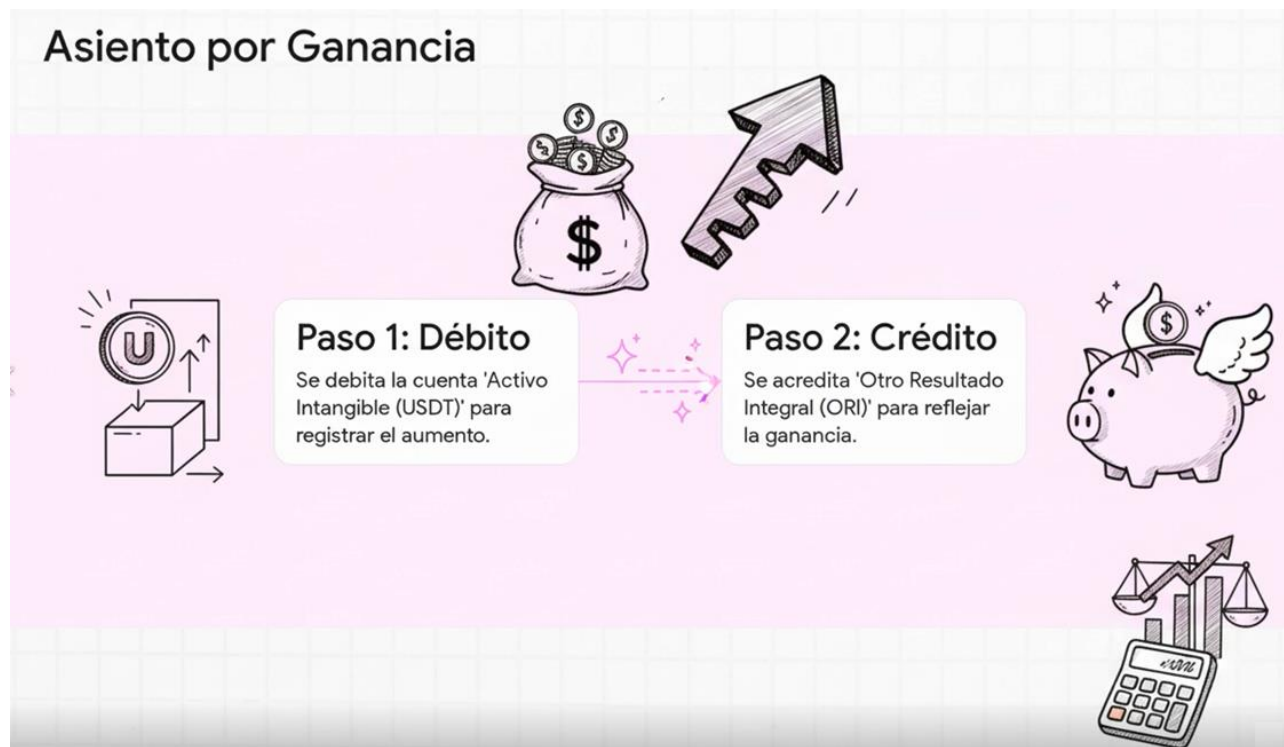 Asiento por Ganancia
$
$
$
$
$
U
Paso 1: Débito
Se debita la cuenta 'Activo
Intangible (USDT)' para
registrar el aumento.
Paso 2: Crédito
Se acredita 'Otro Resultado
Integral (ORI)' para reflejar
la ganancia.
$